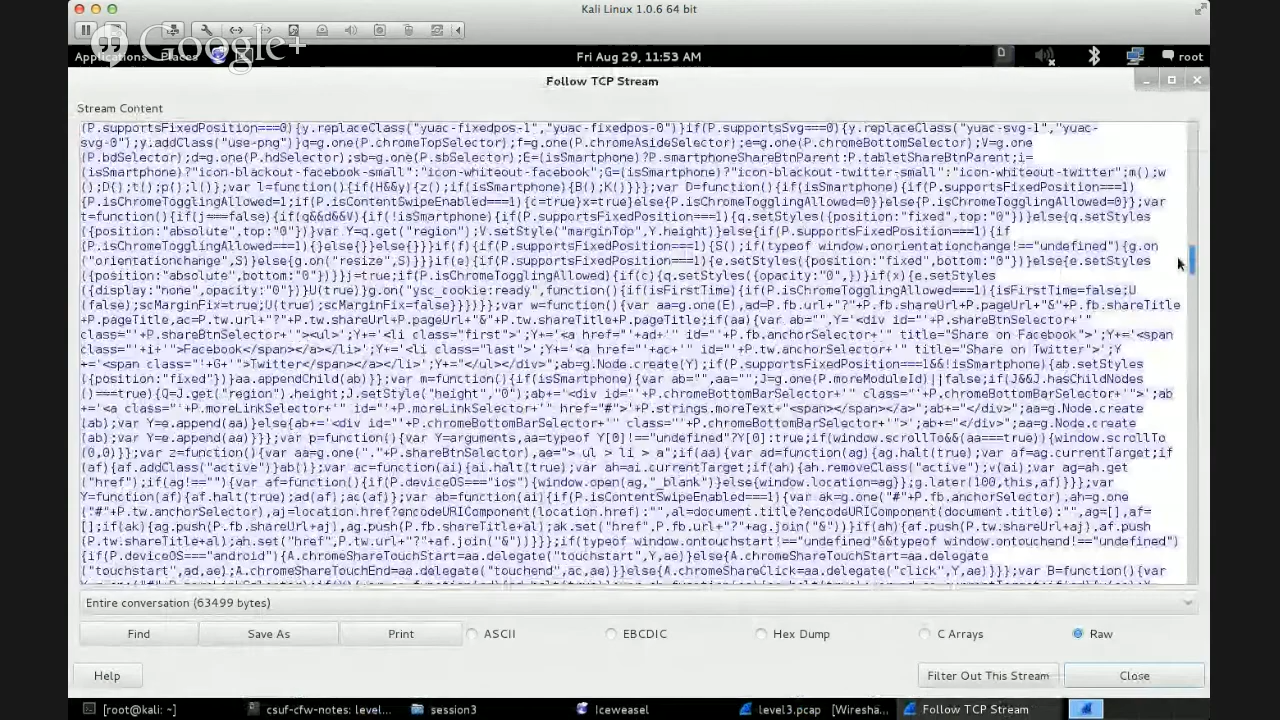 Kali Linux 1.0.6 64 bit
Google+
Applications Places Fri Aug 29, 11:53 AM root
Follow TCP Stream
Stream Content
(P.supportsFixedPosition===0){y.replaceClass("yuac-fixedpos-1","yuac-fixedpos-0")}if(P.supportsSvg===0){y.replaceClass("yuac-svg-1","yuac-
svg-0");y.addClass("use-png")}q=g.one(P.chromeTopSelector);f=g.one(P.chromeAsideSelector);e=g.one(P.chromeBottomSelector);V=g.one
(P.bdSelector);d=g.one(P.hdSelector);sb=g.one(P.sbSelector);E=(isSmartphone)?P.smartphoneShareBtnParent:P.tabletShareBtnParent;i=
(isSmartphone)?"icon-blackout-facebook-small":"icon-whiteout-facebook";G=(isSmartphone)?"icon-blackout-twitter-small":"icon-whiteout-twitter";m();w
();D();t();p();l()};var l=function(){if(H&&y){z();if(isSmartphone){B();K()}}};var D=function(){if(isSmartphone){if(P.supportsFixedPosition===1)
{P.isChromeTogglingAllowed=1;if(P.isContentSwipeEnabled===1){c=true}x=true}else{P.isChromeTogglingAllowed=0}}else{P.isChromeTogglingAllowed=0}};var
t=function(){if(j===false){if(q&&d&&V){if(!isSmartphone){if(P.supportsFixedPosition===1){q.setStyles({position:"fixed",top:"0"})}else{q.setStyles
({position:"absolute",top:"0"})}var Y=q.get("region");V.setStyle("marginTop",Y.height)}else{if(P.supportsFixedPosition===1){if
(P.isChromeTogglingAllowed===1){}else{}}else{}}}if(f){if(P.supportsFixedPosition===1){S();if(typeof window.onorientationchange!=="undefined"){g.on
("orientationchange",S)}else{g.on("resize",S)}}}if(e){if(P.supportsFixedPosition===1){e.setStyles({position:"fixed",bottom:"0"})}else{e.setStyles
({position:"absolute",bottom:"0"})}}j=true;if(P.isChromeTogglingAllowed){if(c){q.setStyles({opacity:"0",})}if(x){e.setStyles
({display:"none",opacity:"0"})}U(true)}g.on("ysc_cookie:ready",function(){if(isFirstTime){if(P.isChromeTogglingAllowed===1){isFirstTime=false;U
(false);scMarginFix=true;U(true);scMarginFix=false}}}}};var w=function(){var aa=g.one(E),ad=P.fb.url+"?"+P.fb.shareUrl+P.pageUrl+"&"+P.fb.shareTitle
+P.pageTitle,ac=P.tw.url+"?"+P.tw.shareUrl+P.pageUrl+"&"+P.tw.shareTitle+P.pageTitle;if(aa){var ab="",Y='<div id="'+P.shareBtnSelector+'"
class="'+P.shareBtnSelector+'"><ul>';Y+='<li class="first">';Y+='<a href="'+ad+'" id="'+P.fb.anchorSelector+'" title="Share on Facebook">';Y+='<span
class="'+i+'">Facebook</span></a></li>';Y+='<li class="last">';Y+='<a href="'+ac+'" id="'+P.tw.anchorSelector+'" title="Share on Twitter">';Y
+='<span class="'+G+'">Twitter</span></a></li>';Y+="</ul></div>";ab=g.Node.create(Y);if(P.supportsFixedPosition===1&&!isSmartphone){ab.setStyles
({position:"fixed"})}aa.appendChild(ab)}};var m=function(){if(isSmartphone){var ab="",aa="";J=g.one(P.moreModuleId)||false;if(J&&J.hasChildNodes
()===true){Q=J.get("region").height;J.setStyle("height","0");ab+='<div id="'+P.chromeBottomBarSelector+'" class="'+P.chromeBottomBarSelector+'">';ab
+='<a class="'+P.moreLinkSelector+'" id="'+P.moreLinkSelector+'" href="#">'+P.strings.moreText+"<span></span></a>";ab+="</div>";aa=g.Node.create
(ab);var Y=e.append(aa)}else{ab+='<div id="'+P.chromeBottomBarSelector+'" class="'+P.chromeBottomBarSelector+'">';ab+="</div>";aa=g.Node.create
(ab);var Y=e.append(aa)}}};var p=function(){var Y=arguments,aa=typeof Y[0]!=="undefined"?Y[0]:true;if(window.scrollTo&&(aa===true)){window.scrollTo
(0,0)}};var z=function(){var aa=g.one("."+P.shareBtnSelector),ae="> ul > li > a";if(aa){var ad=function(ag){ag.halt(true);var af=ag.currentTarget;if
(af){af.addClass("active")}ab()};var ac=function(ai){ai.halt(true);var ah=ai.currentTarget;if(ah){ah.removeClass("active");v(ai);var ag=ah.get
("href");if(ag!==""){var af=function(){if(P.deviceOS==="ios"){window.open(ag,"_blank")}else{window.location=ag}};g.later(100,this,af)}}};var
Y=function(af){af.halt(true);ad(af);ac(af)};var ab=function(ai){if(P.isContentSwipeEnabled===1){var ak=g.one("#"+P.fb.anchorSelector),ah=g.one
("#"+P.tw.anchorSelector),aj=location.href?encodeURIComponent(location.href):"",al=document.title?encodeURIComponent(document.title):"",ag=[],af=
[];if(ak){ag.push(P.fb.shareUrl+aj),ag.push(P.fb.shareTitle+al);ak.set("href",P.fb.url+"?"+ag.join("&"))}if(ah){af.push(P.tw.shareUrl+aj),af.push
(P.tw.shareTitle+al);ah.set("href",P.tw.url+"?"+af.join("&"))}}};if(typeof window.ontouchstart!=="undefined"&&typeof window.ontouchend!=="undefined")
{if(P.deviceOS==="android"){A.chromeShareTouchStart=aa.delegate("touchstart",Y,ae)}else{A.chromeShareTouchStart=aa.delegate
("touchstart",ad,ae);A.chromeShareTouchEnd=aa.delegate("touchend",ac,ae)}}else{A.chromeShareClick=aa.delegate("click",Y,ae)}}};var B=function(){var
Entire conversation (63499 bytes)
Find Save As Print ASCII EBCDIC Hex Dump C Arrays Raw
Help Filter Out This Stream Close
[root@kali: ~] csuf-cfw-notes: level... session3 Iceweasel level3.pcap [Wiresha... Follow TCP Stream